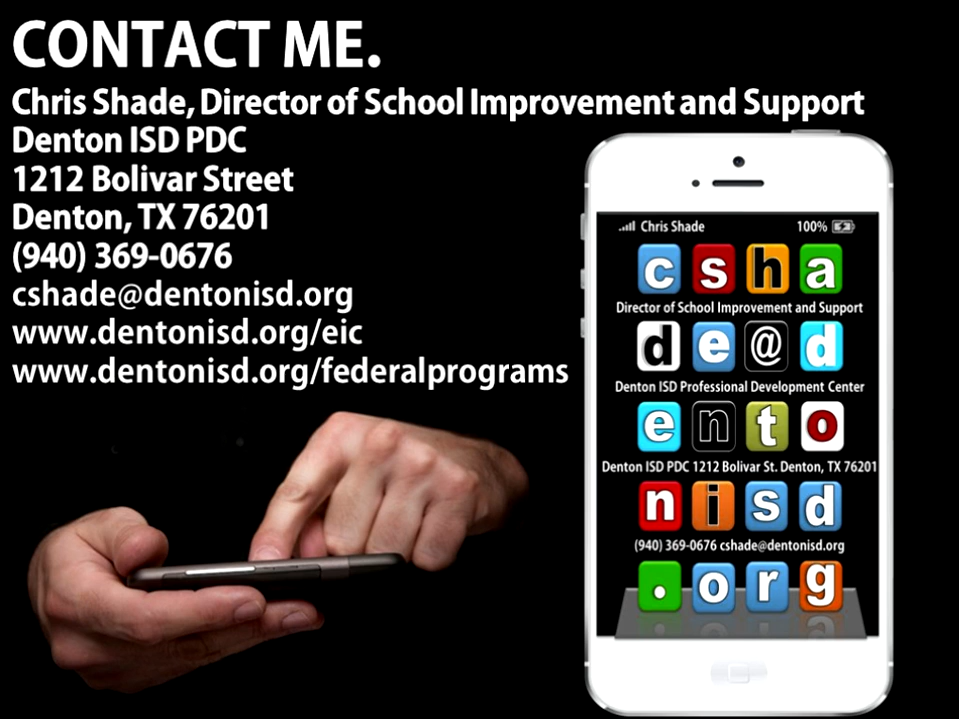 CONTACT ME.
Chris Shade, Director of School Improvement and Support
Denton ISD PDC
1212 Bolivar Street
Denton, TX 76201
(940) 369-0676
cshade@dentonisd.org
www.dentonisd.org/eic
www.dentonisd.org/federalprograms
Chris Shade 100%
c s h a
Director of School Improvement and Support
d e @ d
Denton ISD Professional Development Center
e n t o
Denton ISD PDC 1212 Bolivar St. Denton, TX 76201
n i s d
(940) 369-0676 cshade@dentonisd.org
. o r g